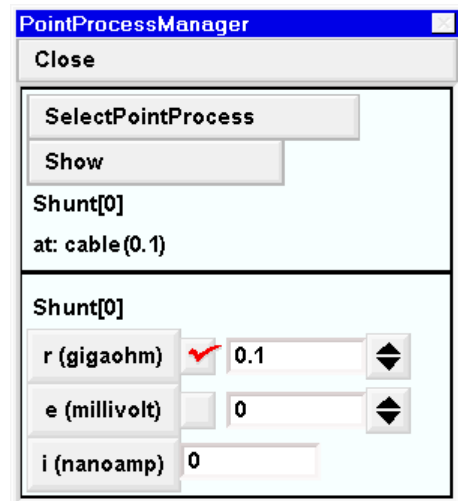 PointProcessManager
Close
SelectPointProcess
Show
Shunt[0]
at: cable(0.1)
Shunt[0]
r (gigaohm) 0.1
e (millivolt) 0
i (nanoamp) 0